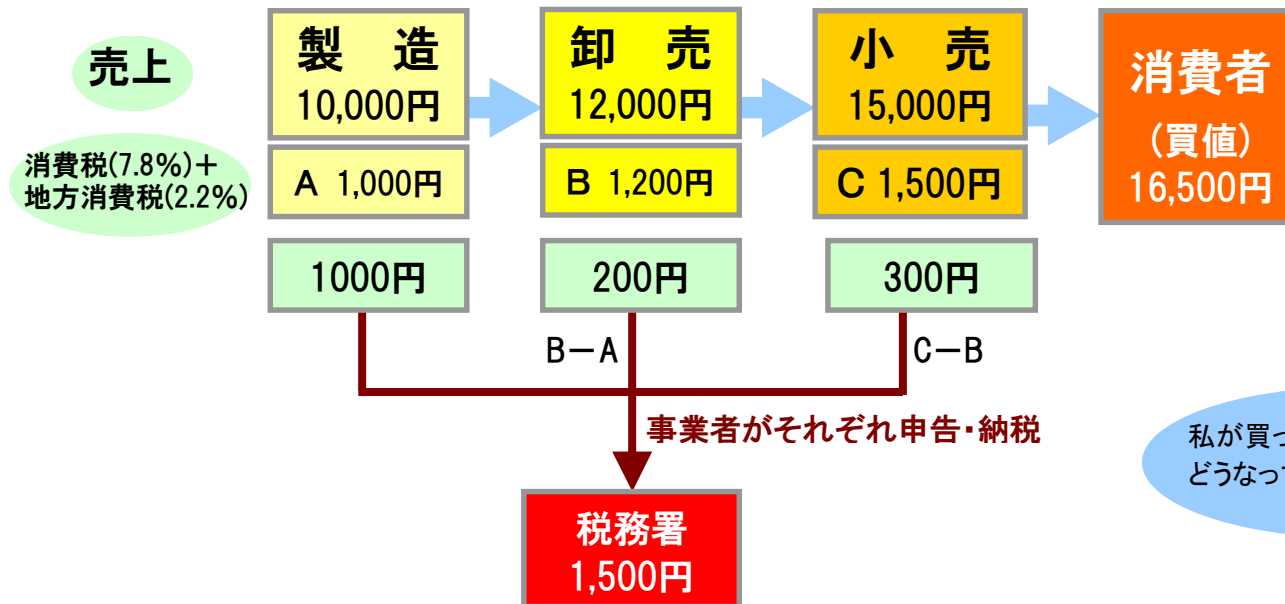 売上
製 造
10,000円
卸 売
12,000円
小 売
15,000円
消費者
(買値)
16,500円
消費税(7.8%)+
地方消費税(2.2%)
A 1,000円
B 1,200円
C 1,500円
1000円
200円
300円
B-A
C-B
事業者がそれぞれ申告・納税
税務署
1,500円
私が買っ
どうなって